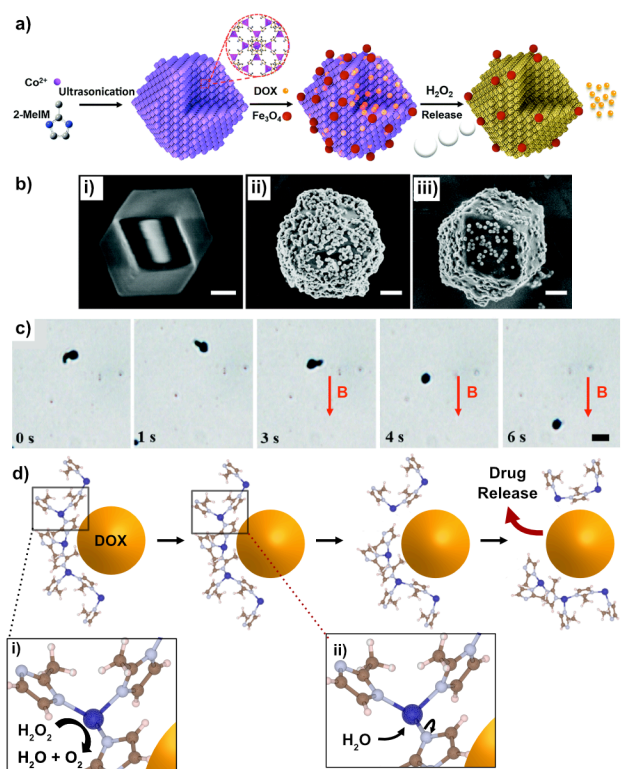 a)
Co²⁺
Ultrasonication
2-MeIM
DOX
Fe₃O₄
H₂O₂
Release
b)
i)
ii)
iii)
c)
B
B
B
0 s
1 s
3 s
4 s
6 s
d)
DOX
Drug
Release
i)
H₂O₂
H₂O + O₂
ii)
H₂O